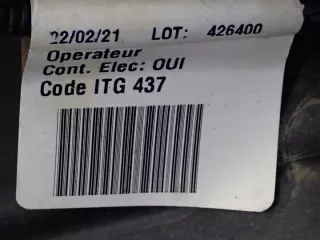 22/02/21 LOT: 426400
Operateur
Cont. Elec: OUI
Code ITG 437